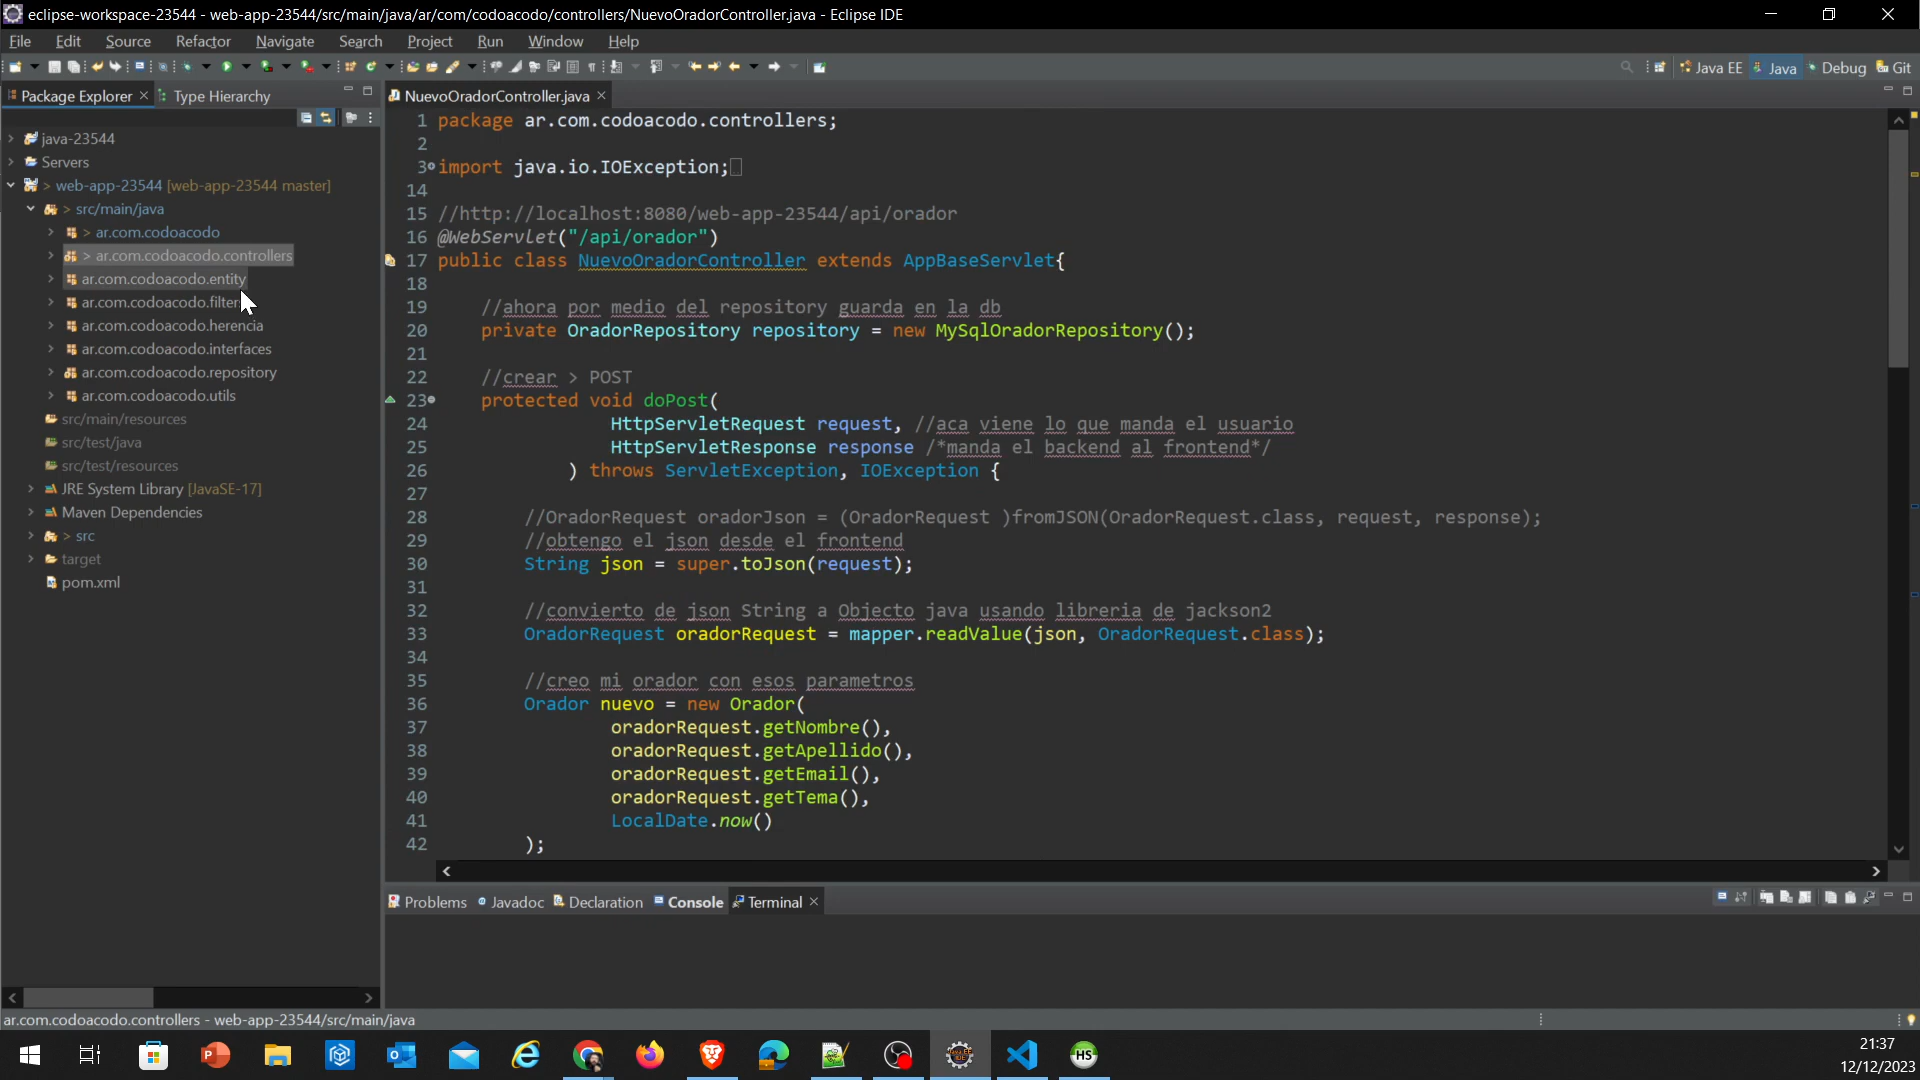 eclipse-workspace-23544 - web-app-23544/src/main/java/ar/com/codoacodo/controllers/NuevoOradorController.java - Eclipse IDE
File Edit Source Refactor Navigate Search Project Run Window Help
Java EE Java Debug Git
Package Explorer Type Hierarchy
NuevoOradorController.java
java-23544
Servers
> web-app-23544 [web-app-23544 master]
> src/main/java
> ar.com.codoacodo
> ar.com.codoacodo.controllers
ar.com.codoacodo.entity
ar.com.codoacodo.filter
ar.com.codoacodo.herencia
ar.com.codoacodo.interfaces
ar.com.codoacodo.repository
ar.com.codoacodo.utils
src/main/resources
src/test/java
src/test/resources
JRE System Library [JavaSE-17]
Maven Dependencies
> src
target
pom.xml
1 package ar.com.codoacodo.controllers;
2
3 import java.io.IOException;
14
15 //http://localhost:8080/web-app-23544/api/orador
16 @WebServlet("/api/orador")
17 public class NuevoOradorController extends AppBaseServlet{
18
19 //ahora por medio del repository guarda en la db
20 private OradorRepository repository = new MySqlOradorRepository();
21
22 //crear > POST
23 protected void doPost(
24 HttpServletRequest request, //aca viene lo que manda el usuario
25 HttpServletResponse response /*manda el backend al frontend*/
26 ) throws ServletException, IOException {
27
28 //OradorRequest oradorJson = (OradorRequest )fromJSON(OradorRequest.class, request, response);
29 //obtengo el json desde el frontend
30 String json = super.toJson(request);
31
32 //convierto de json String a Objecto java usando libreria de jackson2
33 OradorRequest oradorRequest = mapper.readValue(json, OradorRequest.class);
34
35 //creo mi orador con esos parametros
36 Orador nuevo = new Orador(
37 oradorRequest.getNombre(),
38 oradorRequest.getApellido(),
39 oradorRequest.getEmail(),
40 oradorRequest.getTema(),
41 LocalDate.now()
42 );
Problems Javadoc Declaration Console Terminal
ar.com.codoacodo.controllers - web-app-23544/src/main/java
HS
21:37
12/12/2023